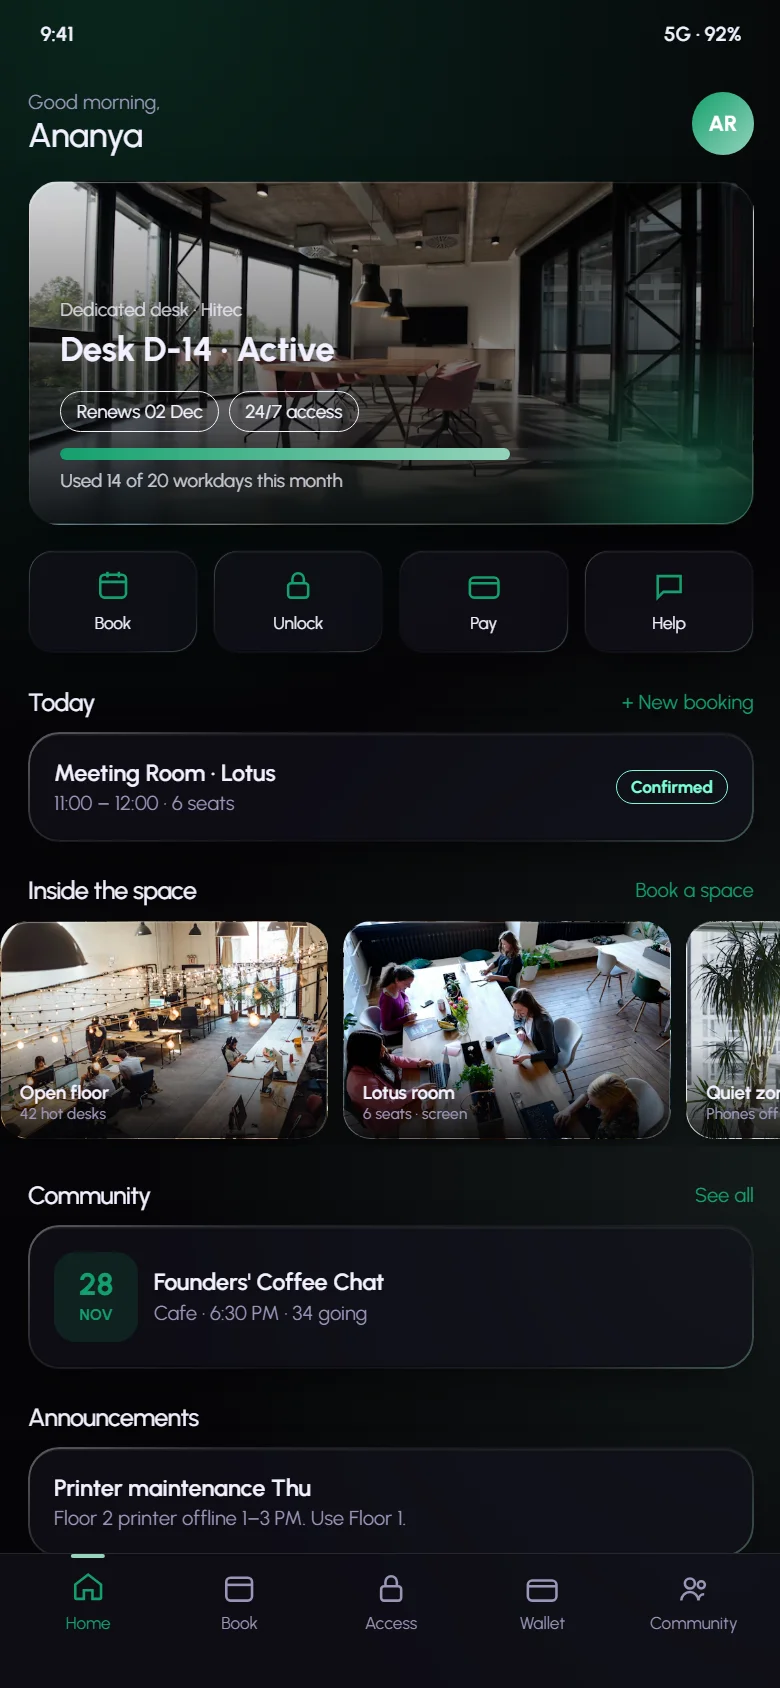 9:41
5G · 92%
Good morning,
Ananya
AR
Dedicated desk · Hitec
Desk D-14 · Active
Renews 02 Dec
24/7 access
Used 14 of 20 workdays this month
Book
Unlock
Pay
Help
Today
+ New booking
Meeting Room · Lotus
11:00 – 12:00 · 6 seats
Confirmed
Inside the space
Book a space
Open floor
42 hot desks
Lotus room
6 seats · screen
Quiet
Phones off
Community
See all
28
NOV
Founders' Coffee Chat
Cafe · 6:30 PM · 34 going
Announcements
Printer maintenance Thu
Floor 2 printer offline 1–3 PM. Use Floor 1.
Home
Book
Access
Wallet
Community